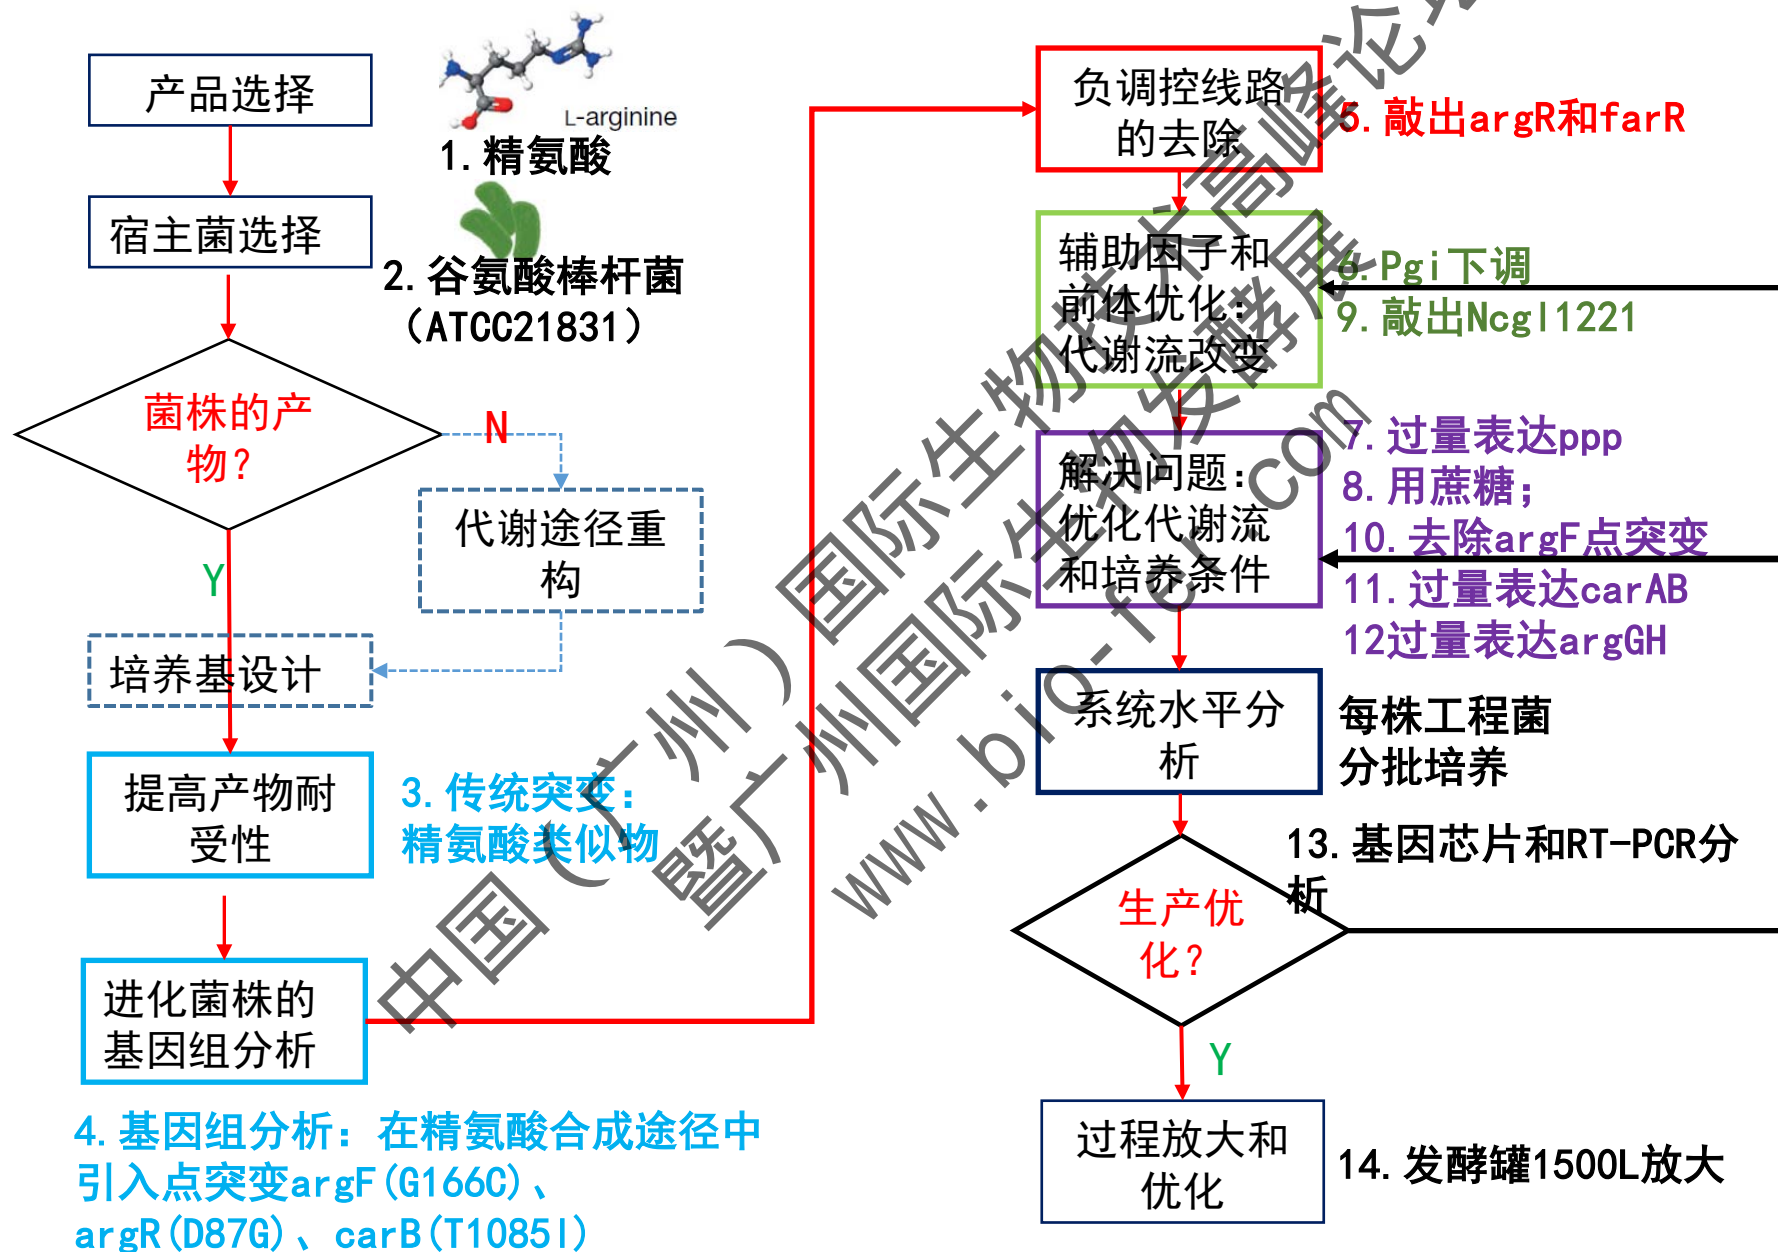 产品选择
L-arginine
1.精氨酸
宿主菌选择
2.谷氨酸棒杆菌
（ATCC21831）
菌株的产
物?
N
代谢途径重
构
Y
培养基设计
提高产物耐
受性
3.传统突变：
精氨酸类似物
进化菌株的
基因组分析
4.基因组分析：在精氨酸合成途径中
引入点突变argF(G166C)、
argR(D87G)、carB(T1085I)
负调控线路
的去除
5.敲出argR和farR
辅助因子和
前体优化：
代谢流改变
6.Pgi下调
9.敲出Ncgl1221
解决问题：
优化代谢流
和培养条件
7.过量表达ppp
8.用蔗糖；
10.去除argF点突变
11.过量表达carAB
12过量表达argGH
系统水平分
析
每株工程菌
分批培养
13.基因芯片和RT-PCR分
析
生产优
化?
Y
过程放大和
优化
14.发酵罐1500L放大
中国（广州）国际生物技术高峰论坛
暨广州国际生物发酵展
www.bio-fer.com